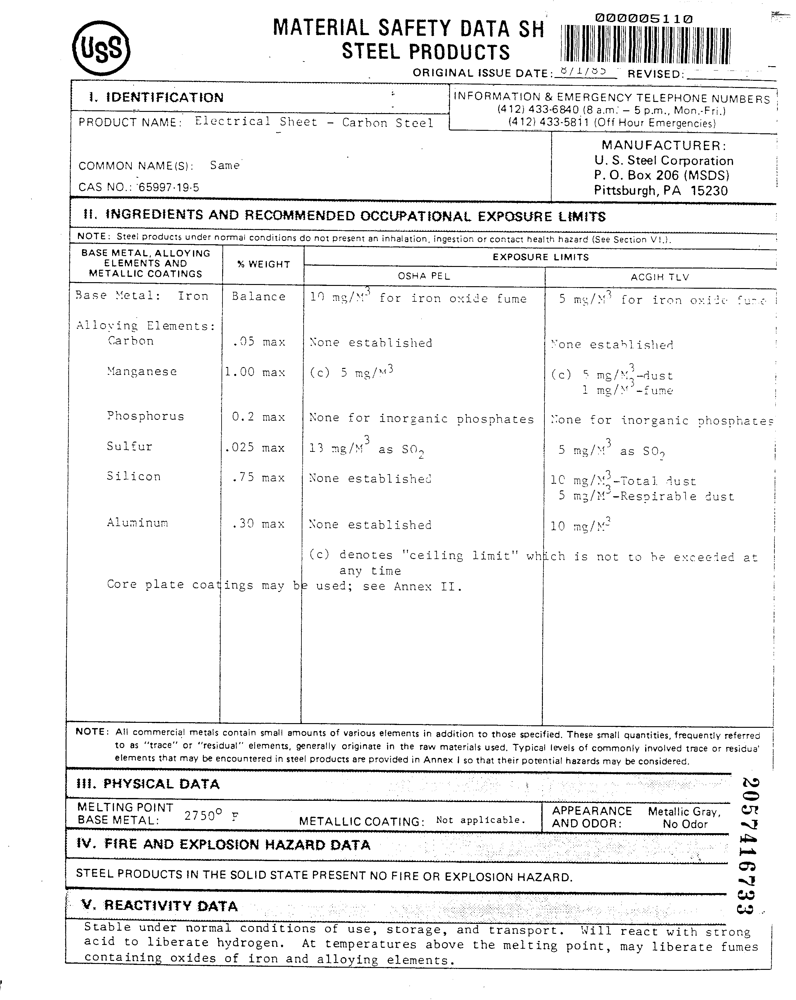 USS
MATERIAL SAFETY DATA SH
STEEL PRODUCTS
000005110
ORIGINAL ISSUE DATE: 8/1/85 REVISED:
I. IDENTIFICATION
INFORMATION & EMERGENCY TELEPHONE NUMBERS
(412) 433-6840 (8 a.m. – 5 p.m., Mon.-Fri.)
(412) 433-5811 (Off Hour Emergencies)
PRODUCT NAME: Electrical Sheet - Carbon Steel
MANUFACTURER:
U. S. Steel Corporation
P. O. Box 206 (MSDS)
Pittsburgh, PA 15230
COMMON NAME(S): Same
CAS NO.: 65997-19-5
II. INGREDIENTS AND RECOMMENDED OCCUPATIONAL EXPOSURE LIMITS
NOTE: Steel products under normal conditions do not present an inhalation, ingestion or contact health hazard (See Section V1.).
BASE METAL, ALLOYING
ELEMENTS AND
METALLIC COATINGS
% WEIGHT
EXPOSURE LIMITS
OSHA PEL
ACGIH TLV
Base Metal: Iron Balance 10 mg/M3 for iron oxide fume 5 mg/M3 for iron oxide fume
Alloying Elements:
Carbon .05 max None established None established
Manganese 1.00 max (c) 5 mg/M3 (c) 5 mg/M3-dust
1 mg/M3-fume
Phosphorus 0.2 max None for inorganic phosphates None for inorganic phosphates
Sulfur .025 max 13 mg/M3 as SO2 5 mg/M3 as SO2
Silicon .75 max None established 10 mg/M3-Total dust
5 mg/M3-Respirable dust
Aluminum .30 max None established 10 mg/M2
(c) denotes "ceiling limit" which is not to be exceeded at
any time
Core plate coatings may be used; see Annex II.
NOTE: All commercial metals contain small amounts of various elements in addition to those specified. These small quantities, frequently referred
to as "trace" or "residual" elements, generally originate in the raw materials used. Typical levels of commonly involved trace or residual
elements that may be encountered in steel products are provided in Annex I so that their potential hazards may be considered.
III. PHYSICAL DATA
MELTING POINT
BASE METAL: 2750° F
METALLIC COATING: Not applicable.
APPEARANCE
AND ODOR:
Metallic Gray,
No Odor
IV. FIRE AND EXPLOSION HAZARD DATA
STEEL PRODUCTS IN THE SOLID STATE PRESENT NO FIRE OR EXPLOSION HAZARD.
V. REACTIVITY DATA
Stable under normal conditions of use, storage, and transport. Will react with strong
acid to liberate hydrogen. At temperatures above the melting point, may liberate fumes
containing oxides of iron and alloying elements.
2057416733